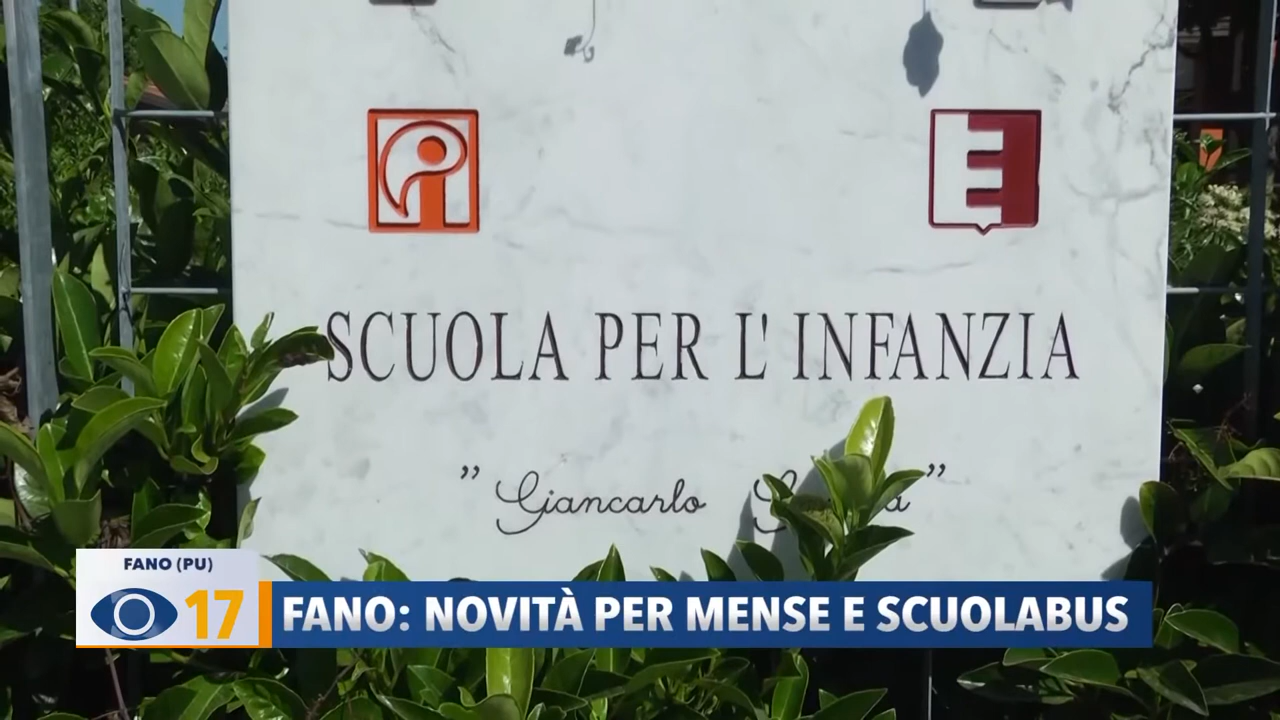 SCUOLA PER L'INFANZIA
" Giancarlo "
FANO (PU)
17
FANO: NOVITÀ PER MENSE E SCUOLABUS